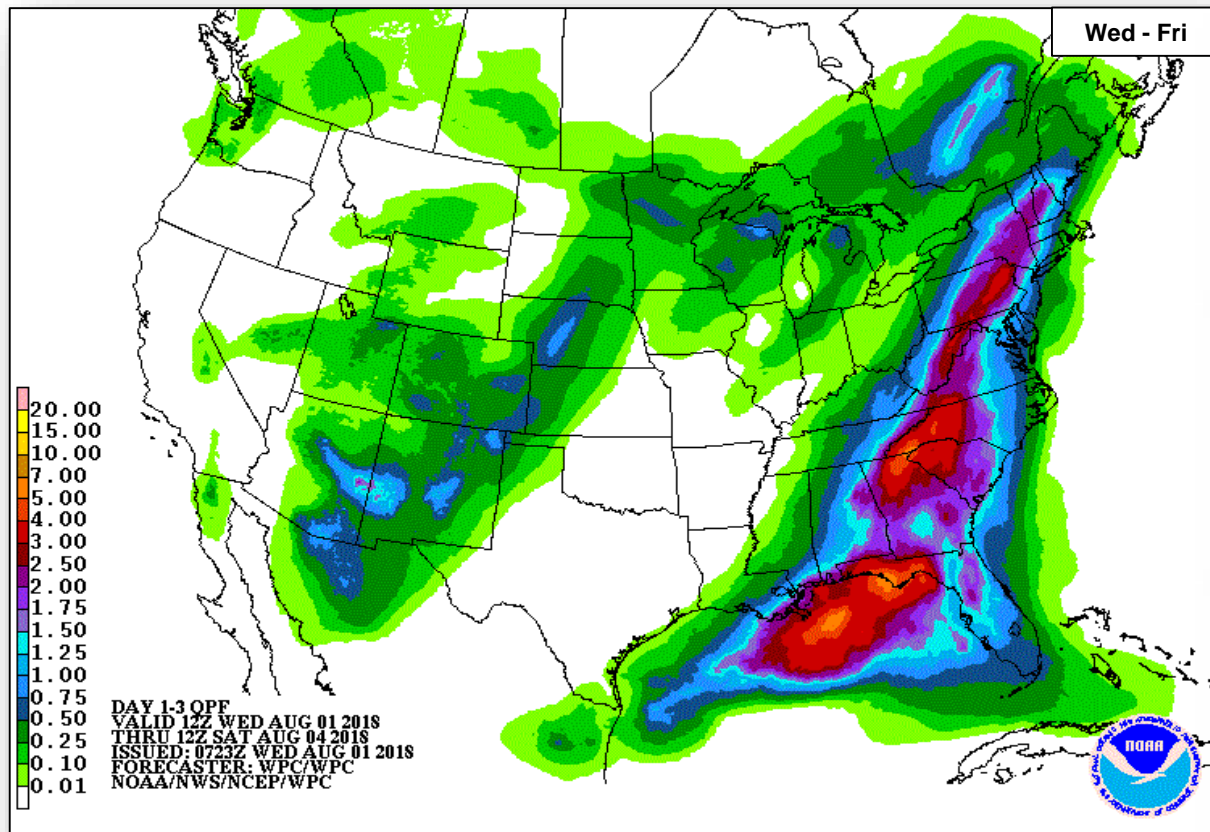 Wed - Fri
20.00
15.00
10.00
7.00
5.00
4.00
3.00
2.50
2.00
1.75
1.50
1.25
1.00
0.75
0.50
0.25
0.10
0.01
DAY 1-3 QPF
VALID 12Z WED AUG 01 2018
THRU 12Z SAT AUG 04 2018
ISSUED: 0723Z WED AUG 01 2018
FORECASTER: WPC/WPC
NOAA/NWS/NCEP/WPC
NOAA